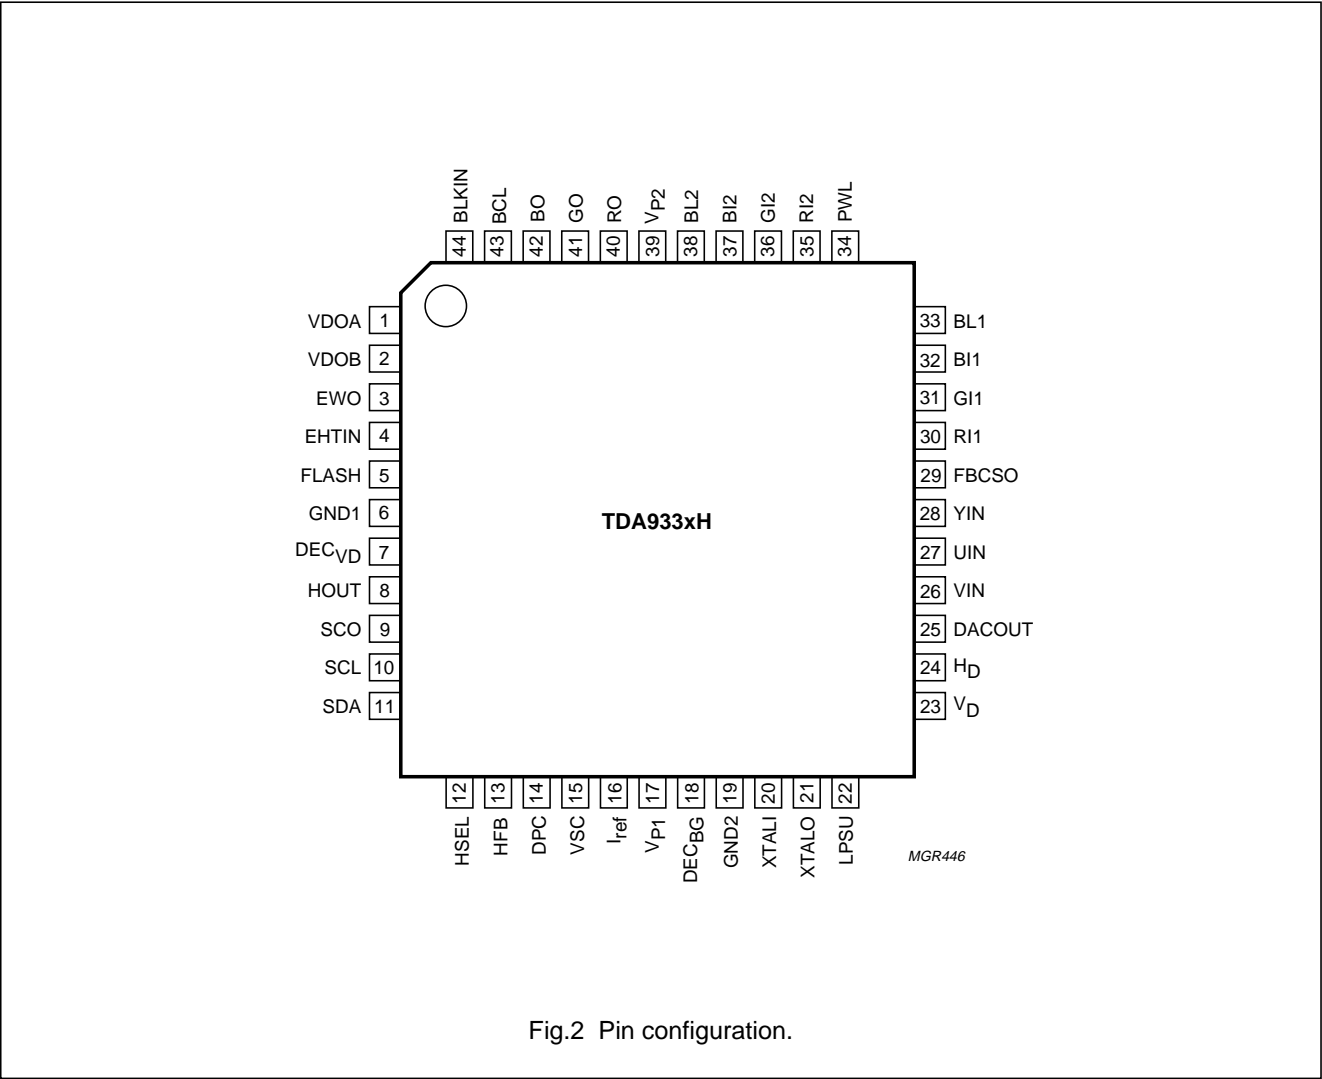 44 BLKIN
43 BCL
42 BO
41 GO
40 RO
39 VP2
38 BL2
37 BI2
36 GI2
35 RI2
34 PWL
VDOA 1
VDOB 2
EWO 3
EHTIN 4
FLASH 5
GND1 6
DECVD 7
HOUT 8
SCO 9
SCL 10
SDA 11
TDA933xH
33 BL1
32 BI1
31 GI1
30 RI1
29 FBCSO
28 YIN
27 UIN
26 VIN
25 DACOUT
24 HD
23 VD
HSEL 12
HFB 13
DPC 14
VSC 15
Iref 16
VP1 17
DECBG 18
GND2 19
XTALI 20
XTALO 21
LPSU 22
MGR446
Fig.2 Pin configuration.